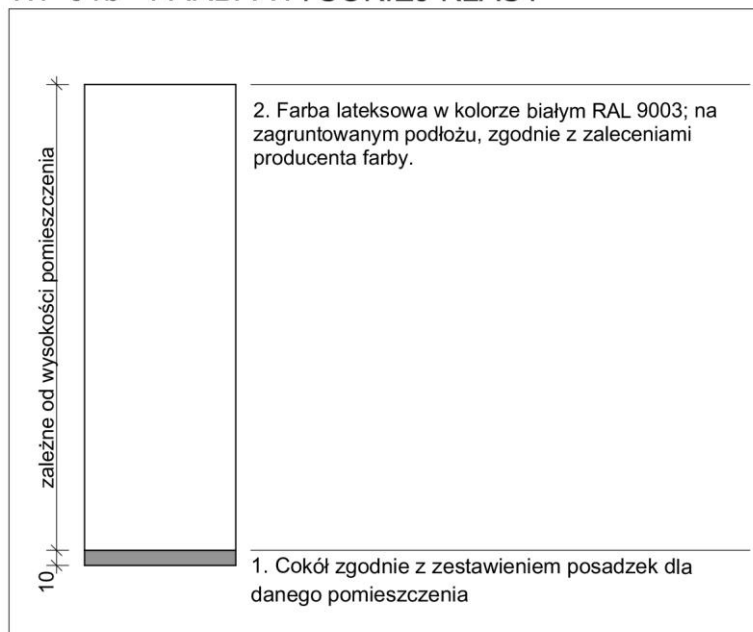 2. Farba lateksowa w kolorze białym RAL 9003; na
zagruntowanym podłożu, zgodnie z zaleceniami
producenta farby.
zależne od wysokości pomieszczenia
10
1. Cokół zgodnie z zestawieniem posadzek dla
danego pomieszczenia